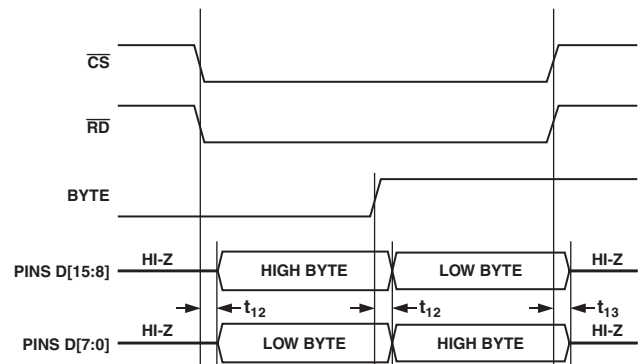 CS
RD
BYTE
PINS D[15:8] HI-Z HIGH BYTE LOW BYTE HI-Z
t12 t12 t13
PINS D[7:0] HI-Z LOW BYTE HIGH BYTE HI-Z